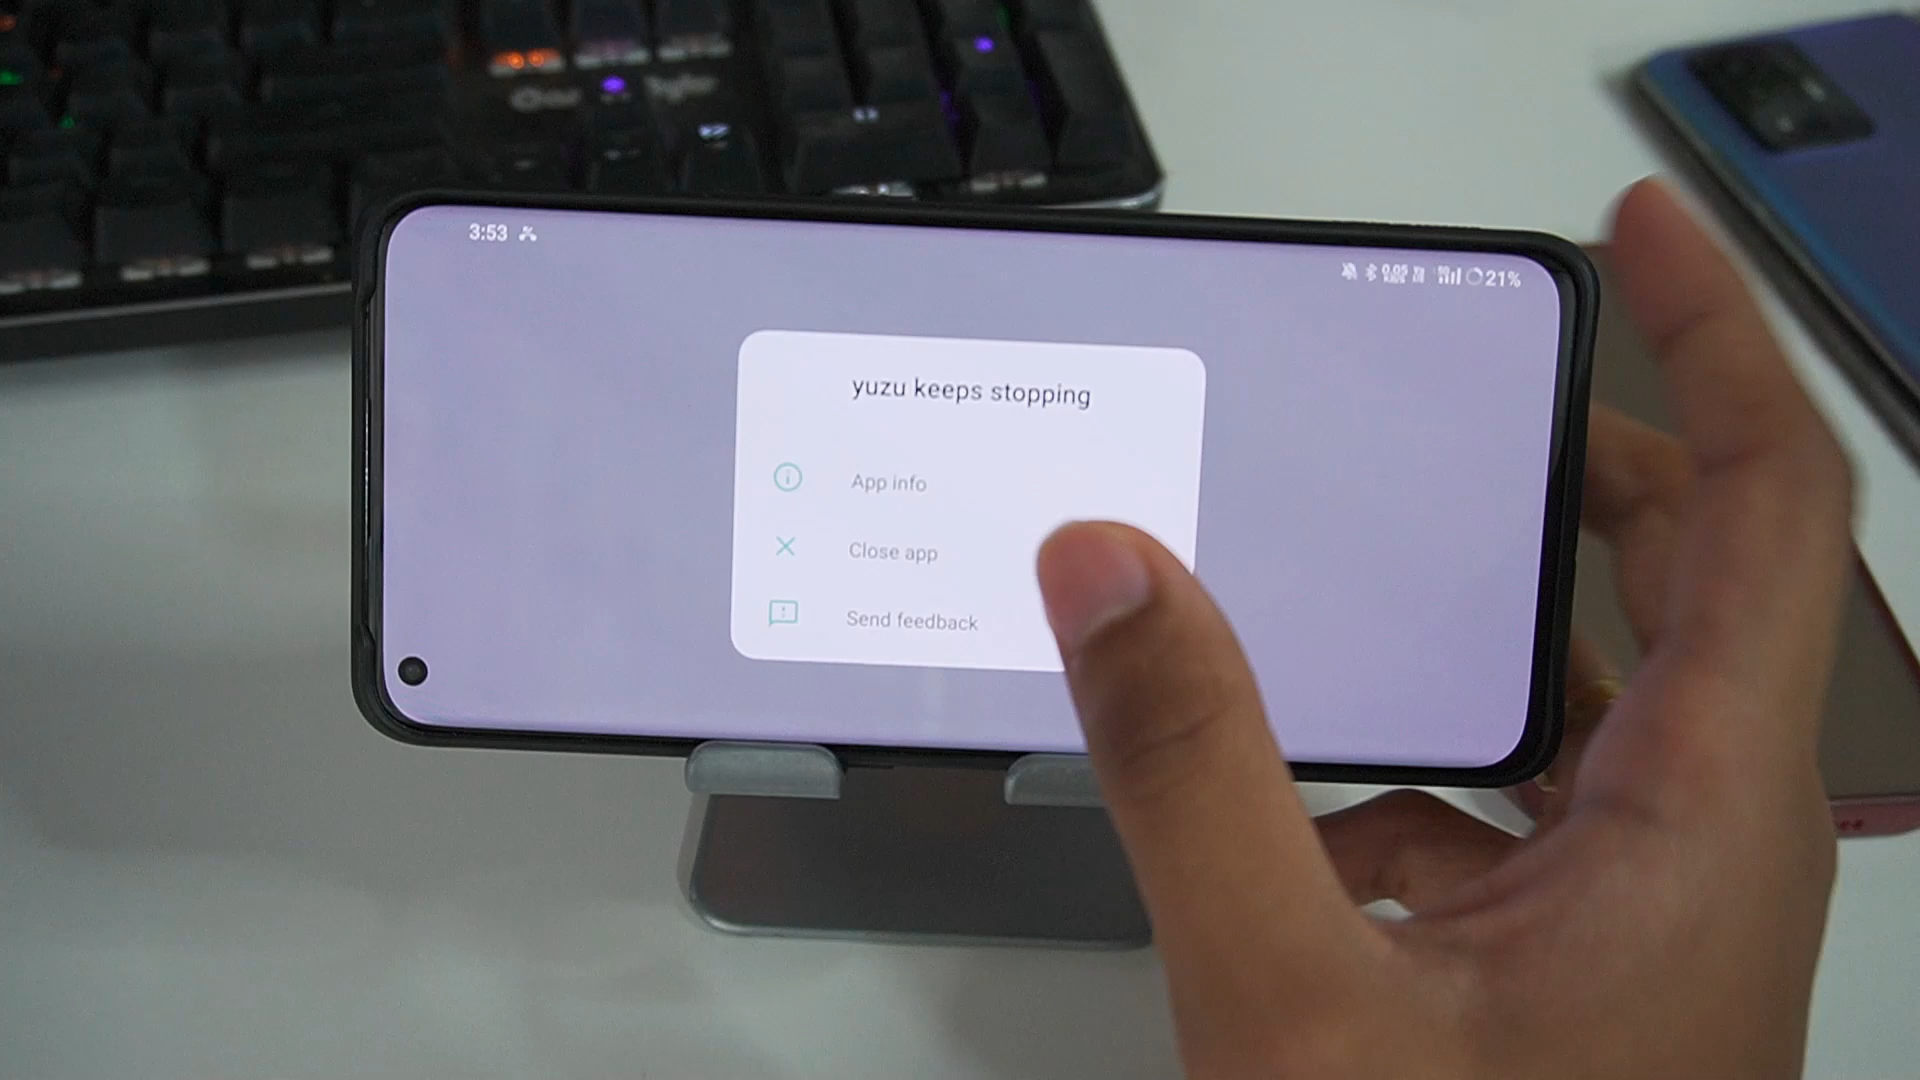 3:53
21%
yuzu keeps stopping
App info
Close app
Send feedback